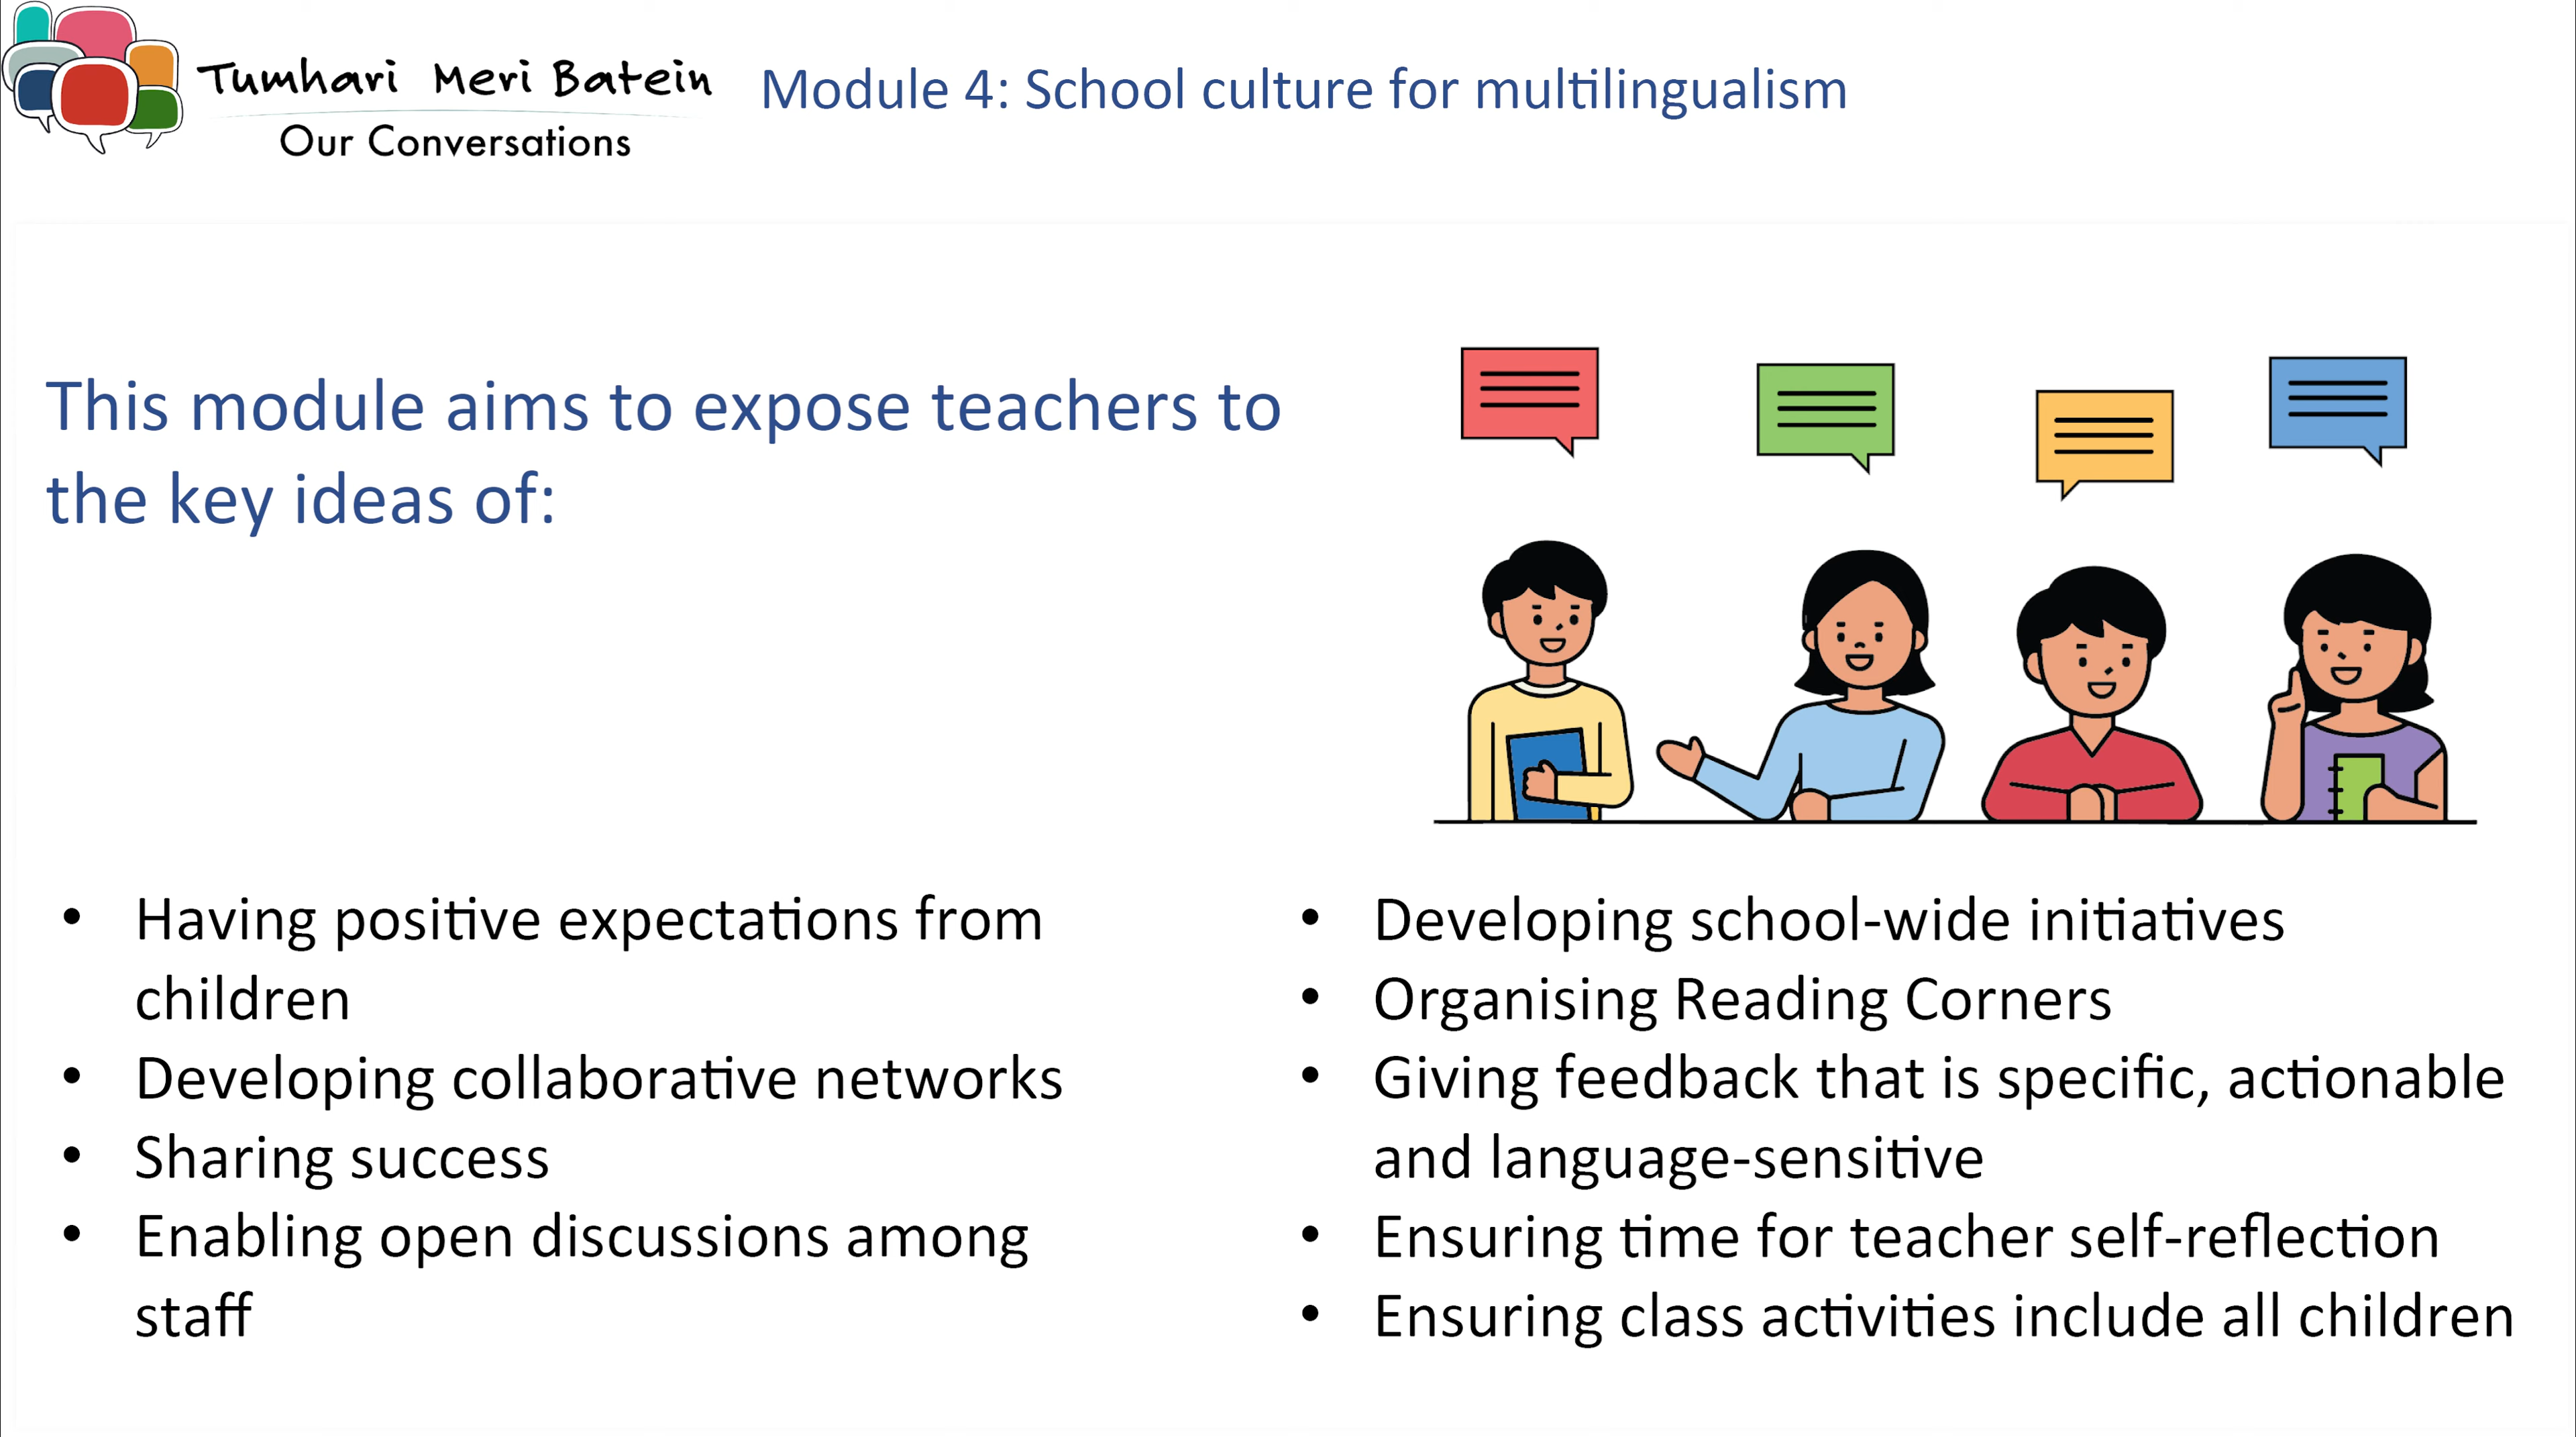 Tumhari Meri Batein
Our Conversations
Module 4: School culture for multilingualism
This module aims to expose teachers to
the key ideas of:
• Having positive expectations from
children
• Developing collaborative networks
• Sharing success
• Enabling open discussions among
staff
• Developing school-wide initiatives
• Organising Reading Corners
• Giving feedback that is specific, actionable
and language-sensitive
• Ensuring time for teacher self-reflection
• Ensuring class activities include all children